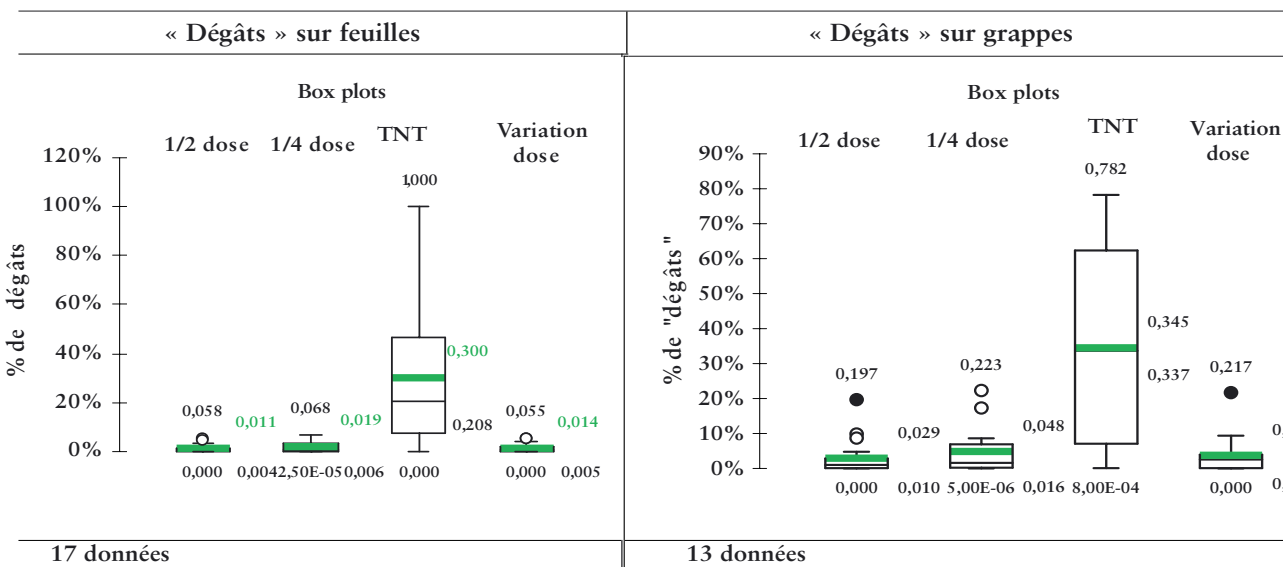 « Dégâts » sur feuilles
Box plots
1/2 dose 1/4 dose TNT Variation dose
% de dégâts
120%
100%
80%
60%
40%
20%
0%
1,000
0,300
0,208
0,058
0,011
0,068
0,019
0,055
0,014
0,000 0,0042,50E-05 0,006 0,000 0,000 0,005
17 données
« Dégâts » sur grappes
Box plots
1/2 dose 1/4 dose TNT Variation dose
% de "dégâts"
90%
80%
70%
60%
50%
40%
30%
20%
10%
0%
0,782
0,345
0,337
0,197
0,029
0,223
0,048
0,217
0,000 0,010 5,00E-06 0,016 8,00E-04 0,000
13 données